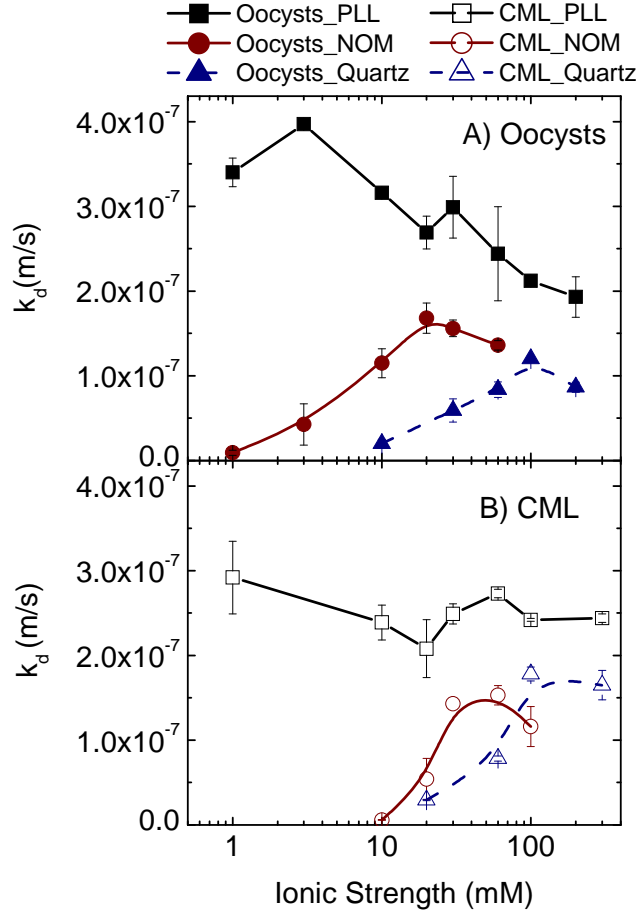 Oocysts_PLL CML_PLL
Oocysts_NOM CML_NOM
Oocysts_Quartz CML_Quartz
A) Oocysts
4.0x10⁻⁷
3.0x10⁻⁷
2.0x10⁻⁷
1.0x10⁻⁷
0.0
k_d(m/s)
B) CML
4.0x10⁻⁷
3.0x10⁻⁷
2.0x10⁻⁷
1.0x10⁻⁷
0.0
k_d (m/s)
1 10 100
Ionic Strength (mM)